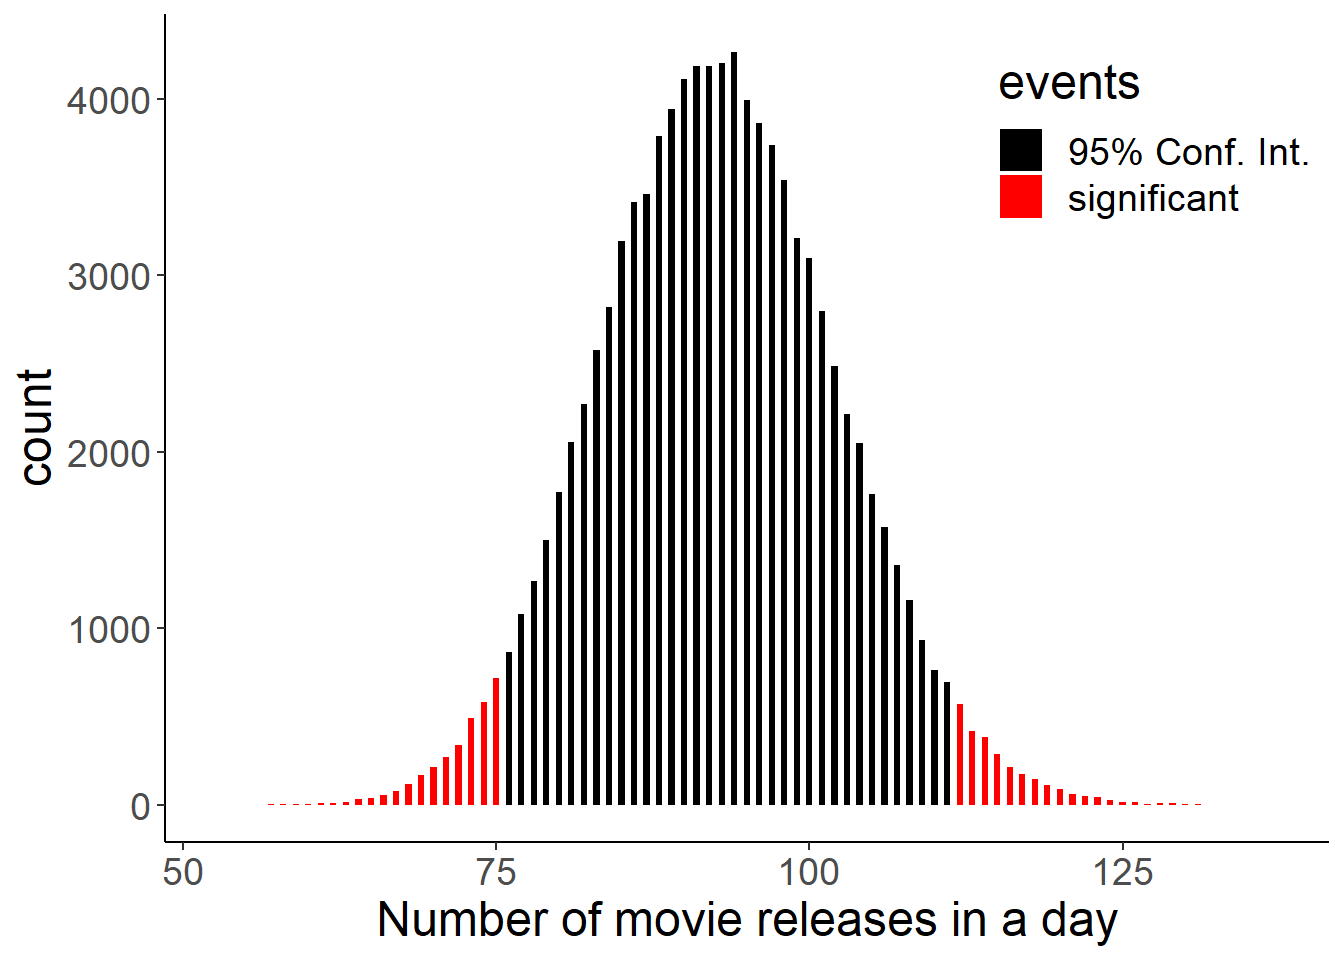 events
95% Conf. Int.
significant
count
4000
3000
2000
1000
0
50 75 100 125
Number of movie releases in a day